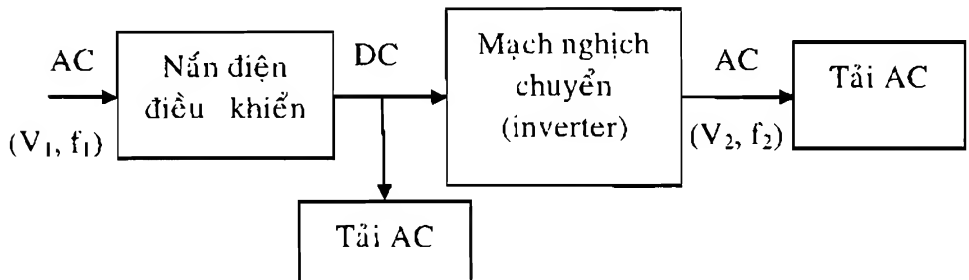 AC
(V₁, f₁)
Nắn điện
điều khiển
DC
Mạch nghịch
chuyển
(inverter)
AC
(V₂, f₂)
Tải AC
Tải AC